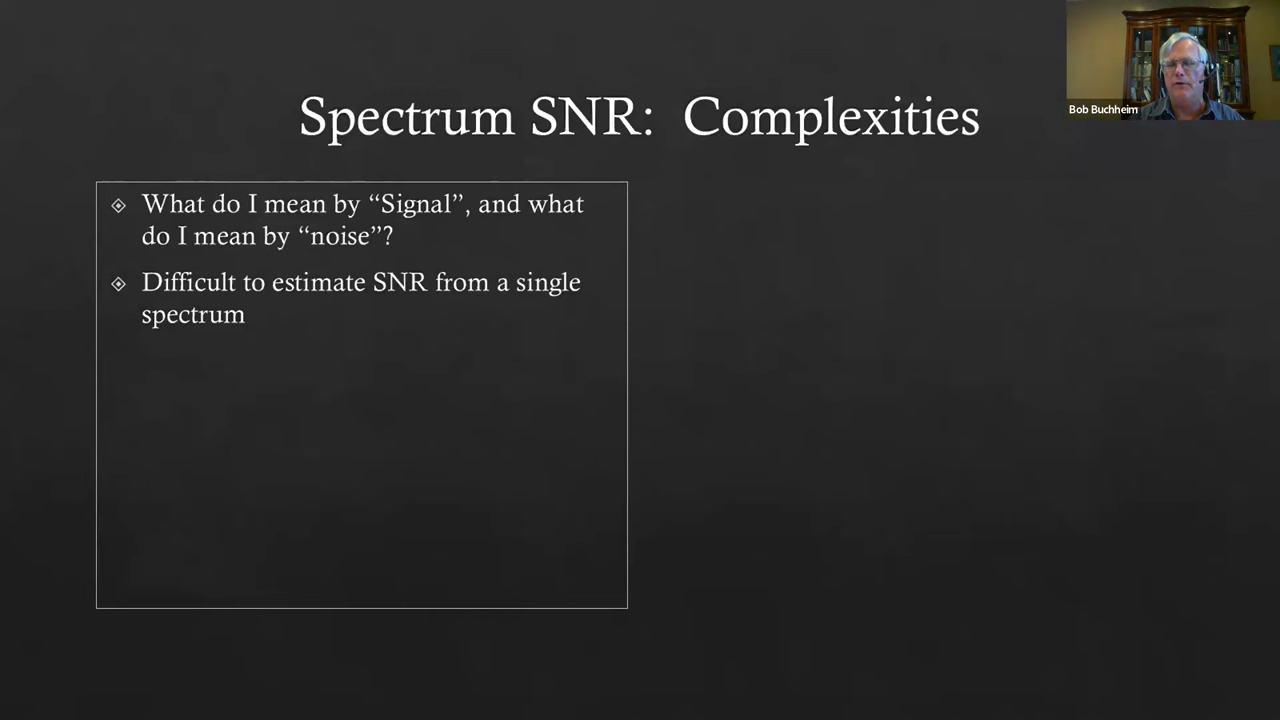 Bob Buchheim
Spectrum SNR: Complexities
What do I mean by “Signal”, and what
do I mean by “noise”?
Difficult to estimate SNR from a single
spectrum